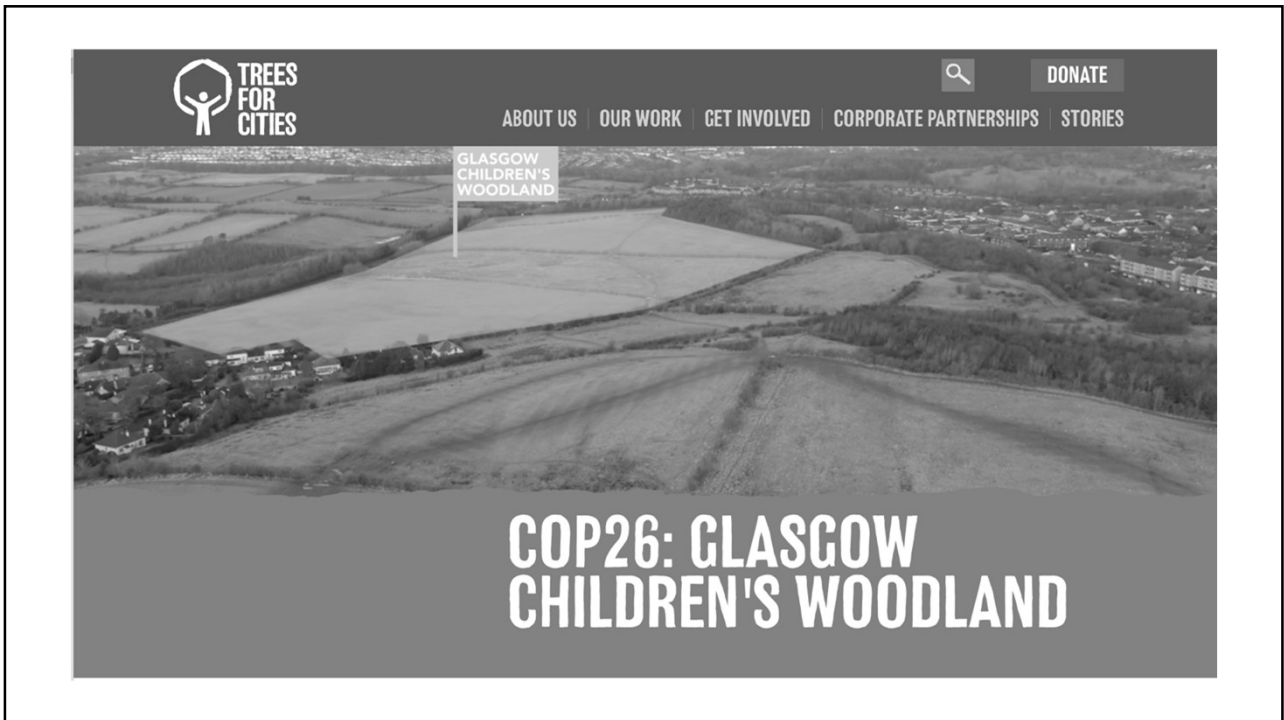 TREES
FOR
CITIES
DONATE
ABOUT US
OUR WORK
GET INVOLVED
CORPORATE PARTNERSHIPS
STORIES
GLASGOW
CHILDREN'S
WOODLAND
COP26: GLASGOW
CHILDREN'S WOODLAND